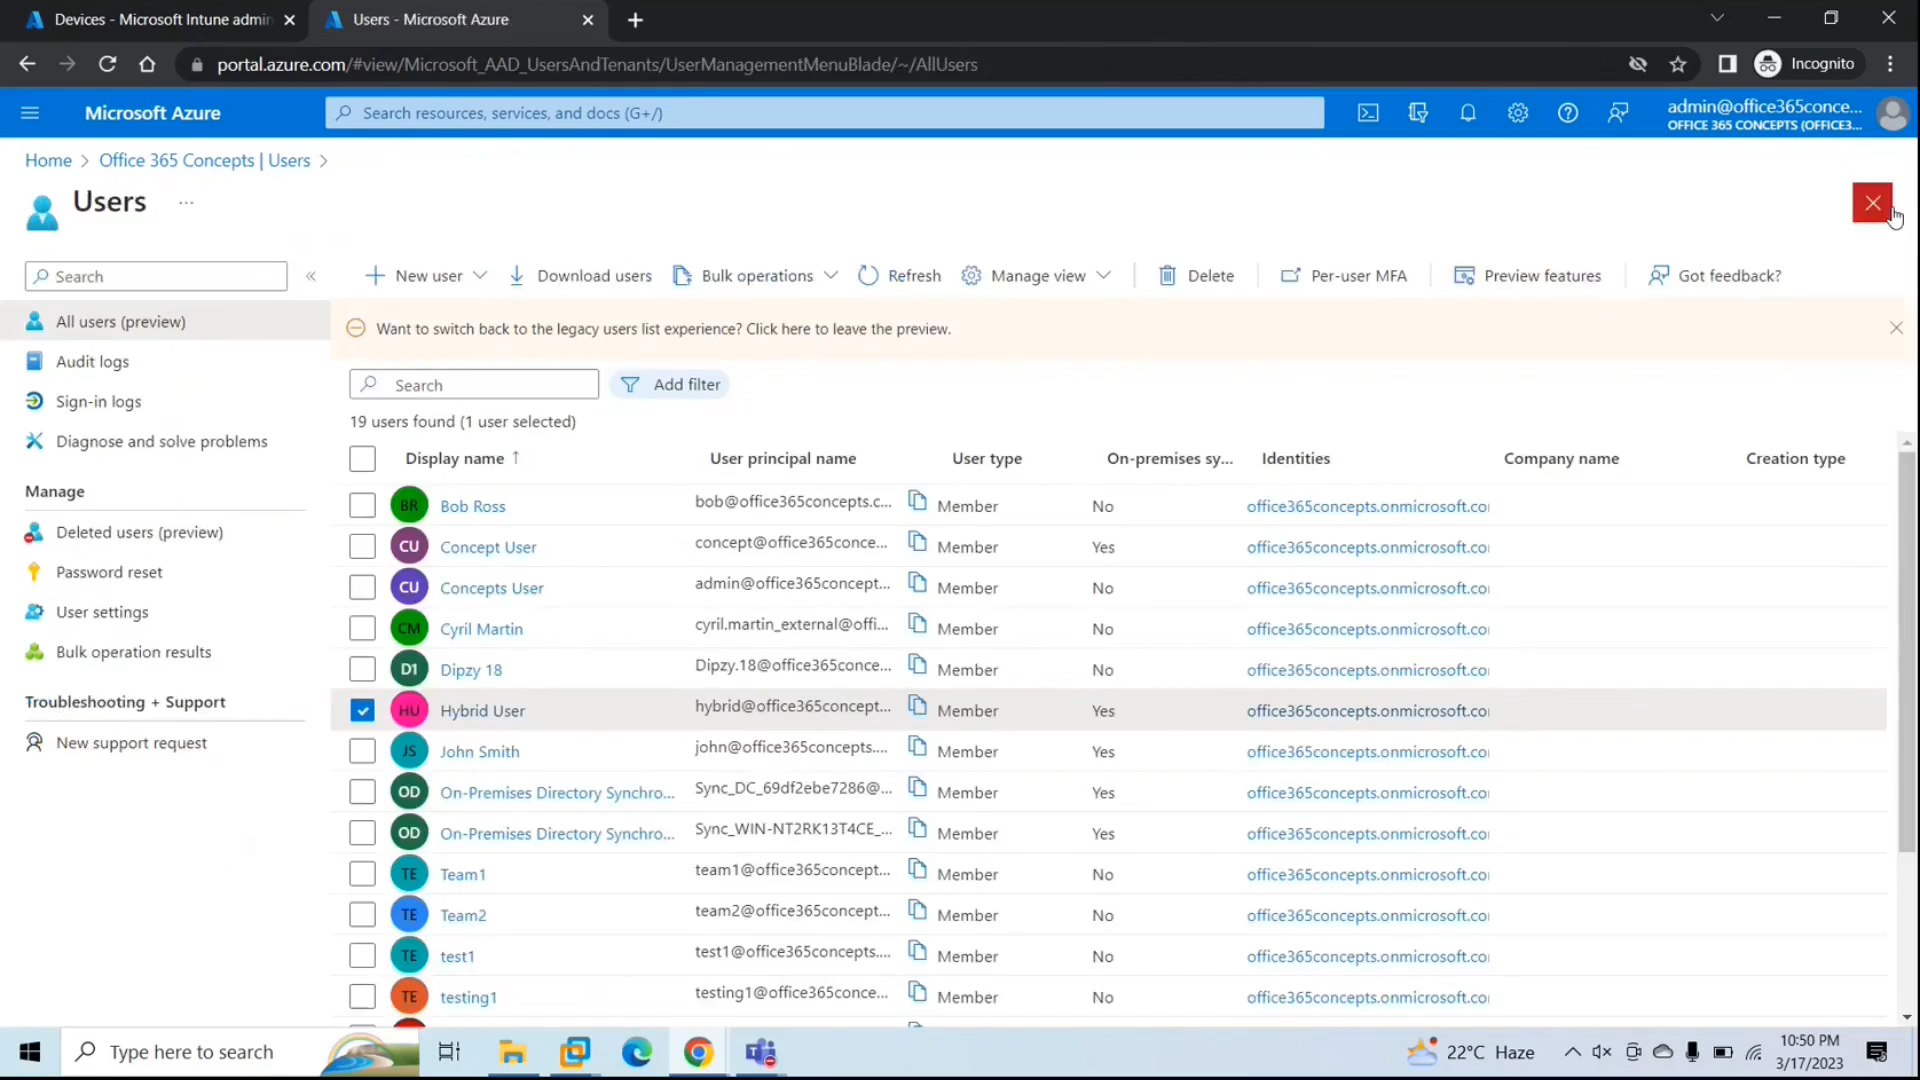 Devices - Microsoft Intune admin
Users - Microsoft Azure
portal.azure.com/#view/Microsoft_AAD_UsersAndTenants/UserManagementMenuBlade/~/AllUsers
Incognito
Microsoft Azure
Search resources, services, and docs (G+/)
admin@office365conce...
OFFICE 365 CONCEPTS (OFFICE3...
Home > Office 365 Concepts | Users >
Users ...
Search «
New user Download users Bulk operations Refresh Manage view Delete Per-user MFA Preview features Got feedback?
All users (preview)
Audit logs
Sign-in logs
Diagnose and solve problems
Manage
Deleted users (preview)
Password reset
User settings
Bulk operation results
Troubleshooting + Support
New support request
Want to switch back to the legacy users list experience? Click here to leave the preview.
Search Add filter
19 users found (1 user selected)
Display name ↑ User principal name User type On-premises sy... Identities Company name Creation type
BR Bob Ross bob@office365concepts.c... Member No office365concepts.onmicrosoft.co
CU Concept User concept@office365conce... Member Yes office365concepts.onmicrosoft.co
CU Concepts User admin@office365concept... Member No office365concepts.onmicrosoft.co
CM Cyril Martin cyril.martin_external@offi... Member No office365concepts.onmicrosoft.co
D1 Dipzy 18 Dipzy.18@office365conce... Member No office365concepts.onmicrosoft.co
HU Hybrid User hybrid@office365concept... Member Yes office365concepts.onmicrosoft.co
JS John Smith john@office365concepts.... Member Yes office365concepts.onmicrosoft.co
OD On-Premises Directory Synchro... Sync_DC_69df2ebe7286@... Member Yes office365concepts.onmicrosoft.co
OD On-Premises Directory Synchro... Sync_WIN-NT2RK13T4CE_... Member Yes office365concepts.onmicrosoft.co
TE Team1 team1@office365concept... Member No office365concepts.onmicrosoft.co
TE Team2 team2@office365concept... Member No office365concepts.onmicrosoft.co
TE test1 test1@office365concepts.... Member No office365concepts.onmicrosoft.co
TE testing1 testing1@office365conce... Member No office365concepts.onmicrosoft.co
Type here to search
22°C Haze
10:50 PM
3/17/2023